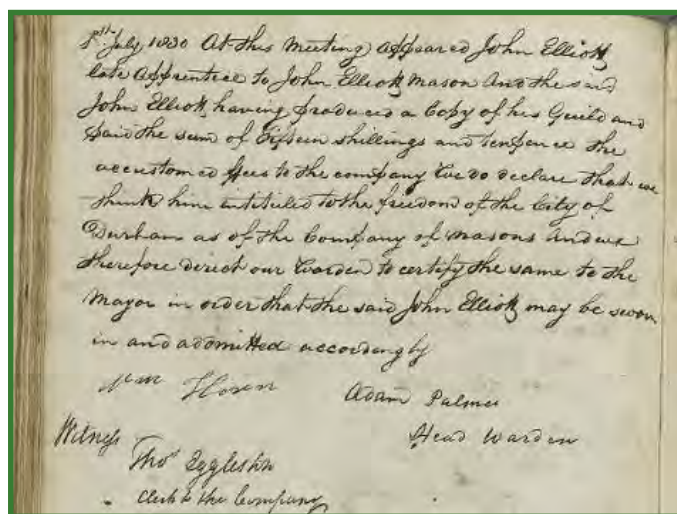 5th July 1830 At this Meeting Appeared John Elliott
late Apprentice to John Elliott Mason And the said
John Elliott having produced a Copy of his Guild and
paid the sum of fifteen shillings and tenpence the
accustomed ffees to the company We do declare that we
think him intitled to the freedom of the City of
Durham as of the Company of Masons And we
therefore direct our Warden to certify the same to the
Mayor in order that the said John Elliott may be sworn
in and admitted accordingly
Wm
Adam Palmer
Head Warden
Witness
Thos Eggleston
Clerk to the Company